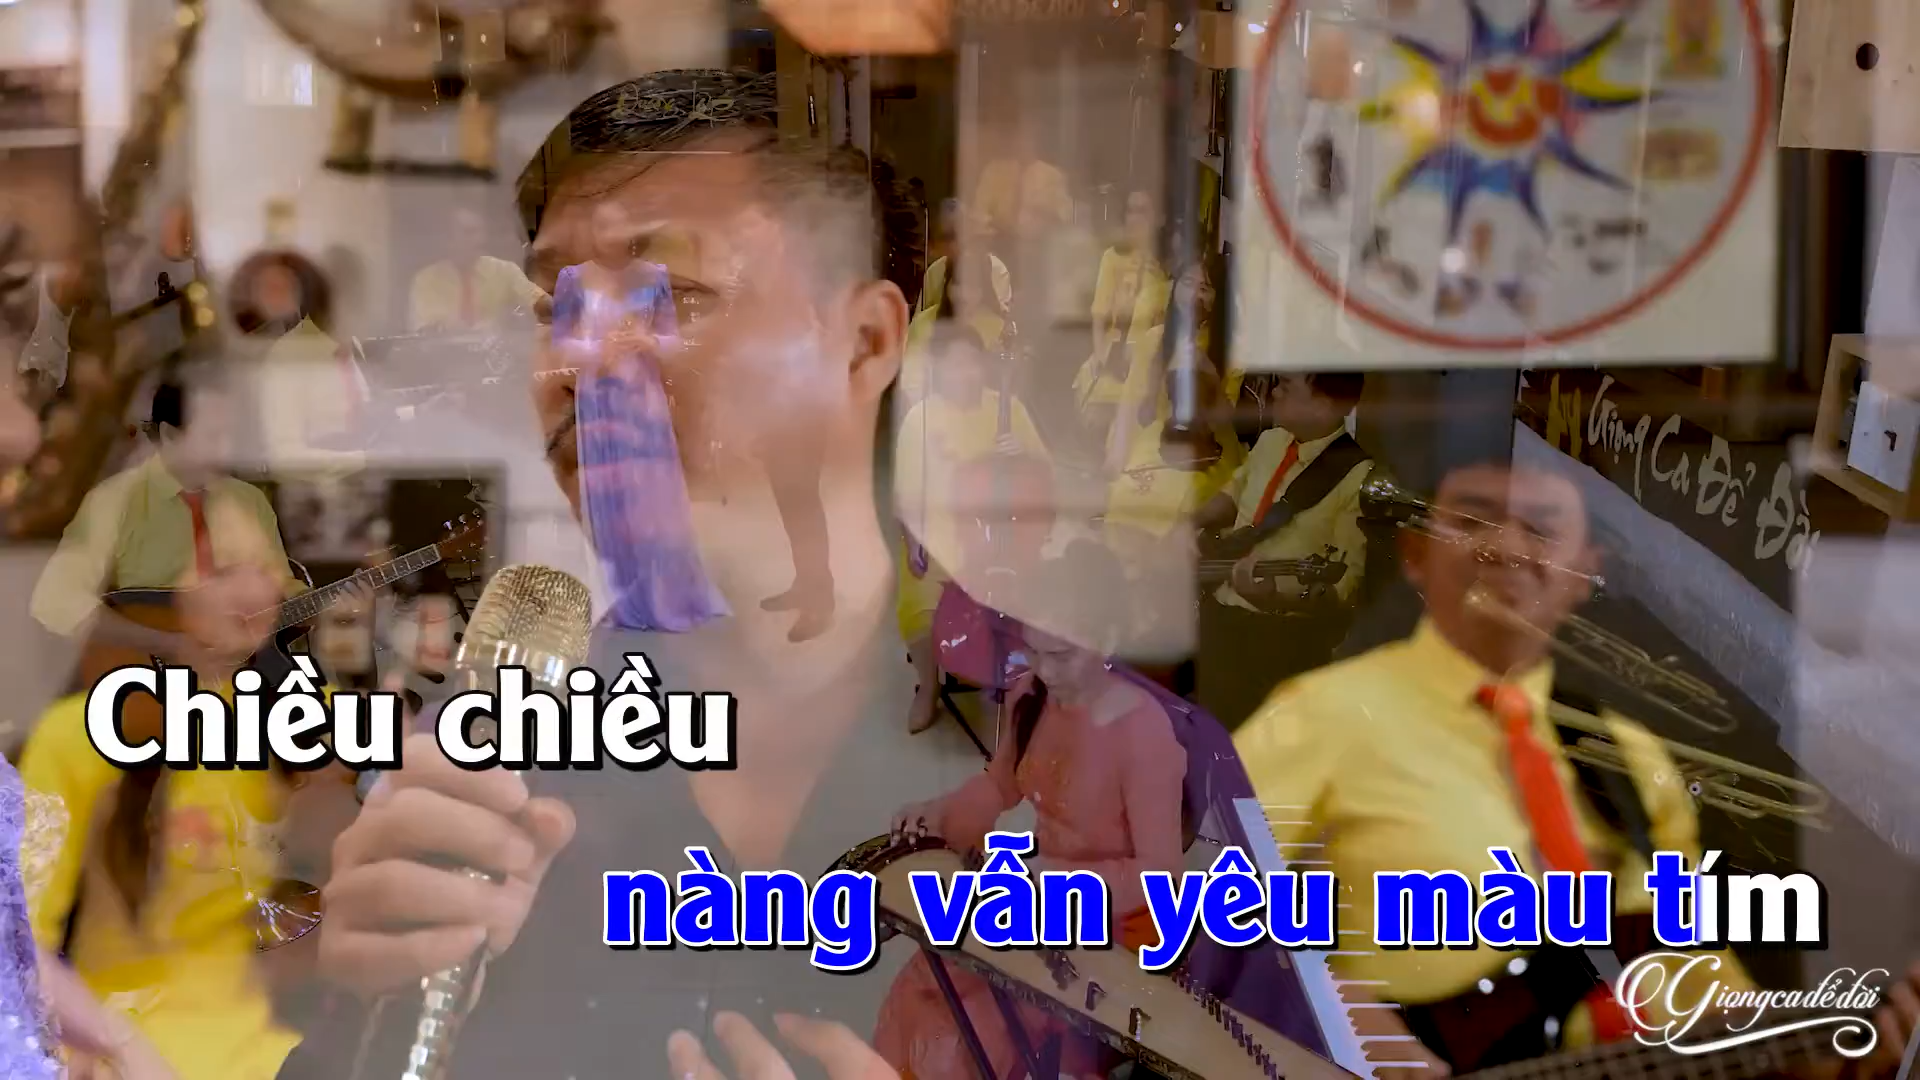 Giọng Ca Để Đời
Chiều chiều
nàng vẫn yêu màu tím
Giọngcađểđời